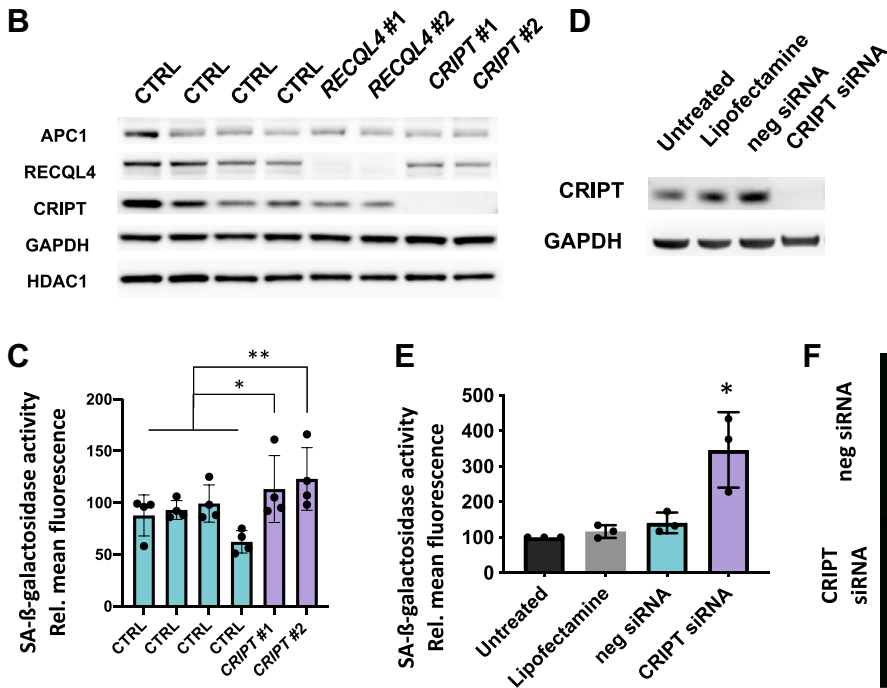 B
CTRL
CTRL
CTRL
CTRL
RECQL4 #1
RECQL4 #2
CRIPT #1
CRIPT #2
APC1
RECQL4
CRIPT
GAPDH
HDAC1
D
Untreated
Lipofectamine
neg siRNA
CRIPT siRNA
CRIPT
GAPDH
C
SA-ß-galactosidase activity
Rel. mean fluorescence
200
150
100
50
0
*
**
CTRL
CTRL
CTRL
CTRL
CRIPT #1
CRIPT #2
E
SA-ß-galactosidase activity
Rel. mean fluorescence
500
400
300
200
100
0
*
Untreated
Lipofectamine
neg siRNA
CRIPT siRNA
F
neg siRNA
CRIPT
siRNA